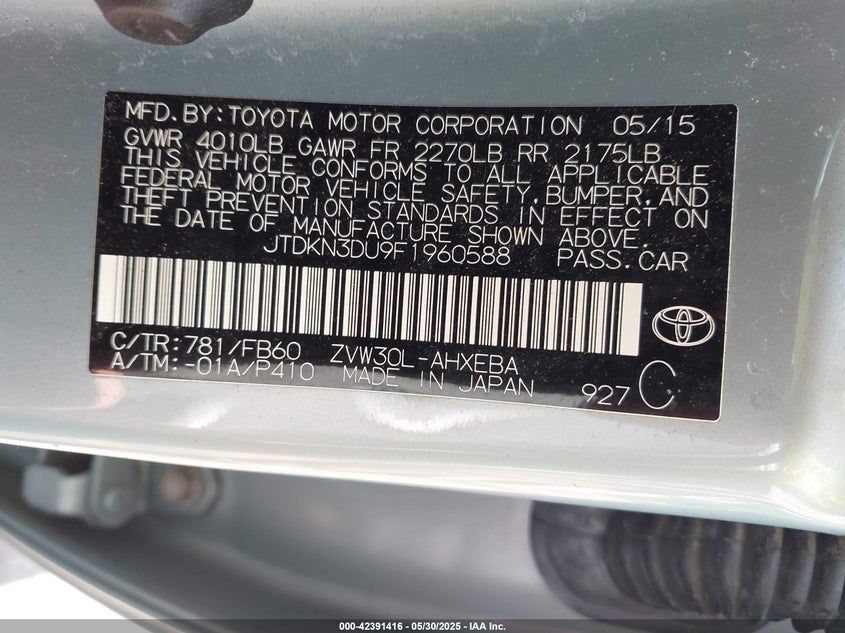 MFD.BY:TOYOTA MOTOR CORPORATION 05/15
GVWR 4010LB GAWR FR 2270LB RR 2175LB
THIS VEHICLE CONFORMS TO ALL APPLICABLE
FEDERAL MOTOR VEHICLE SAFETY,BUMPER,AND
THEFT PREVENTION STANDARDS IN EFFECT ON
THE DATE OF MANUFACTURE SHOWN ABOVE.
JTDKN3DU9F1960588 PASS.CAR
C/TR:781/FB60 ZVW30L-AHXEBA
A/TM:-01A/P410 MADE IN JAPAN 927 C
000-42391416 - 05/30/2025 - IAA Inc.